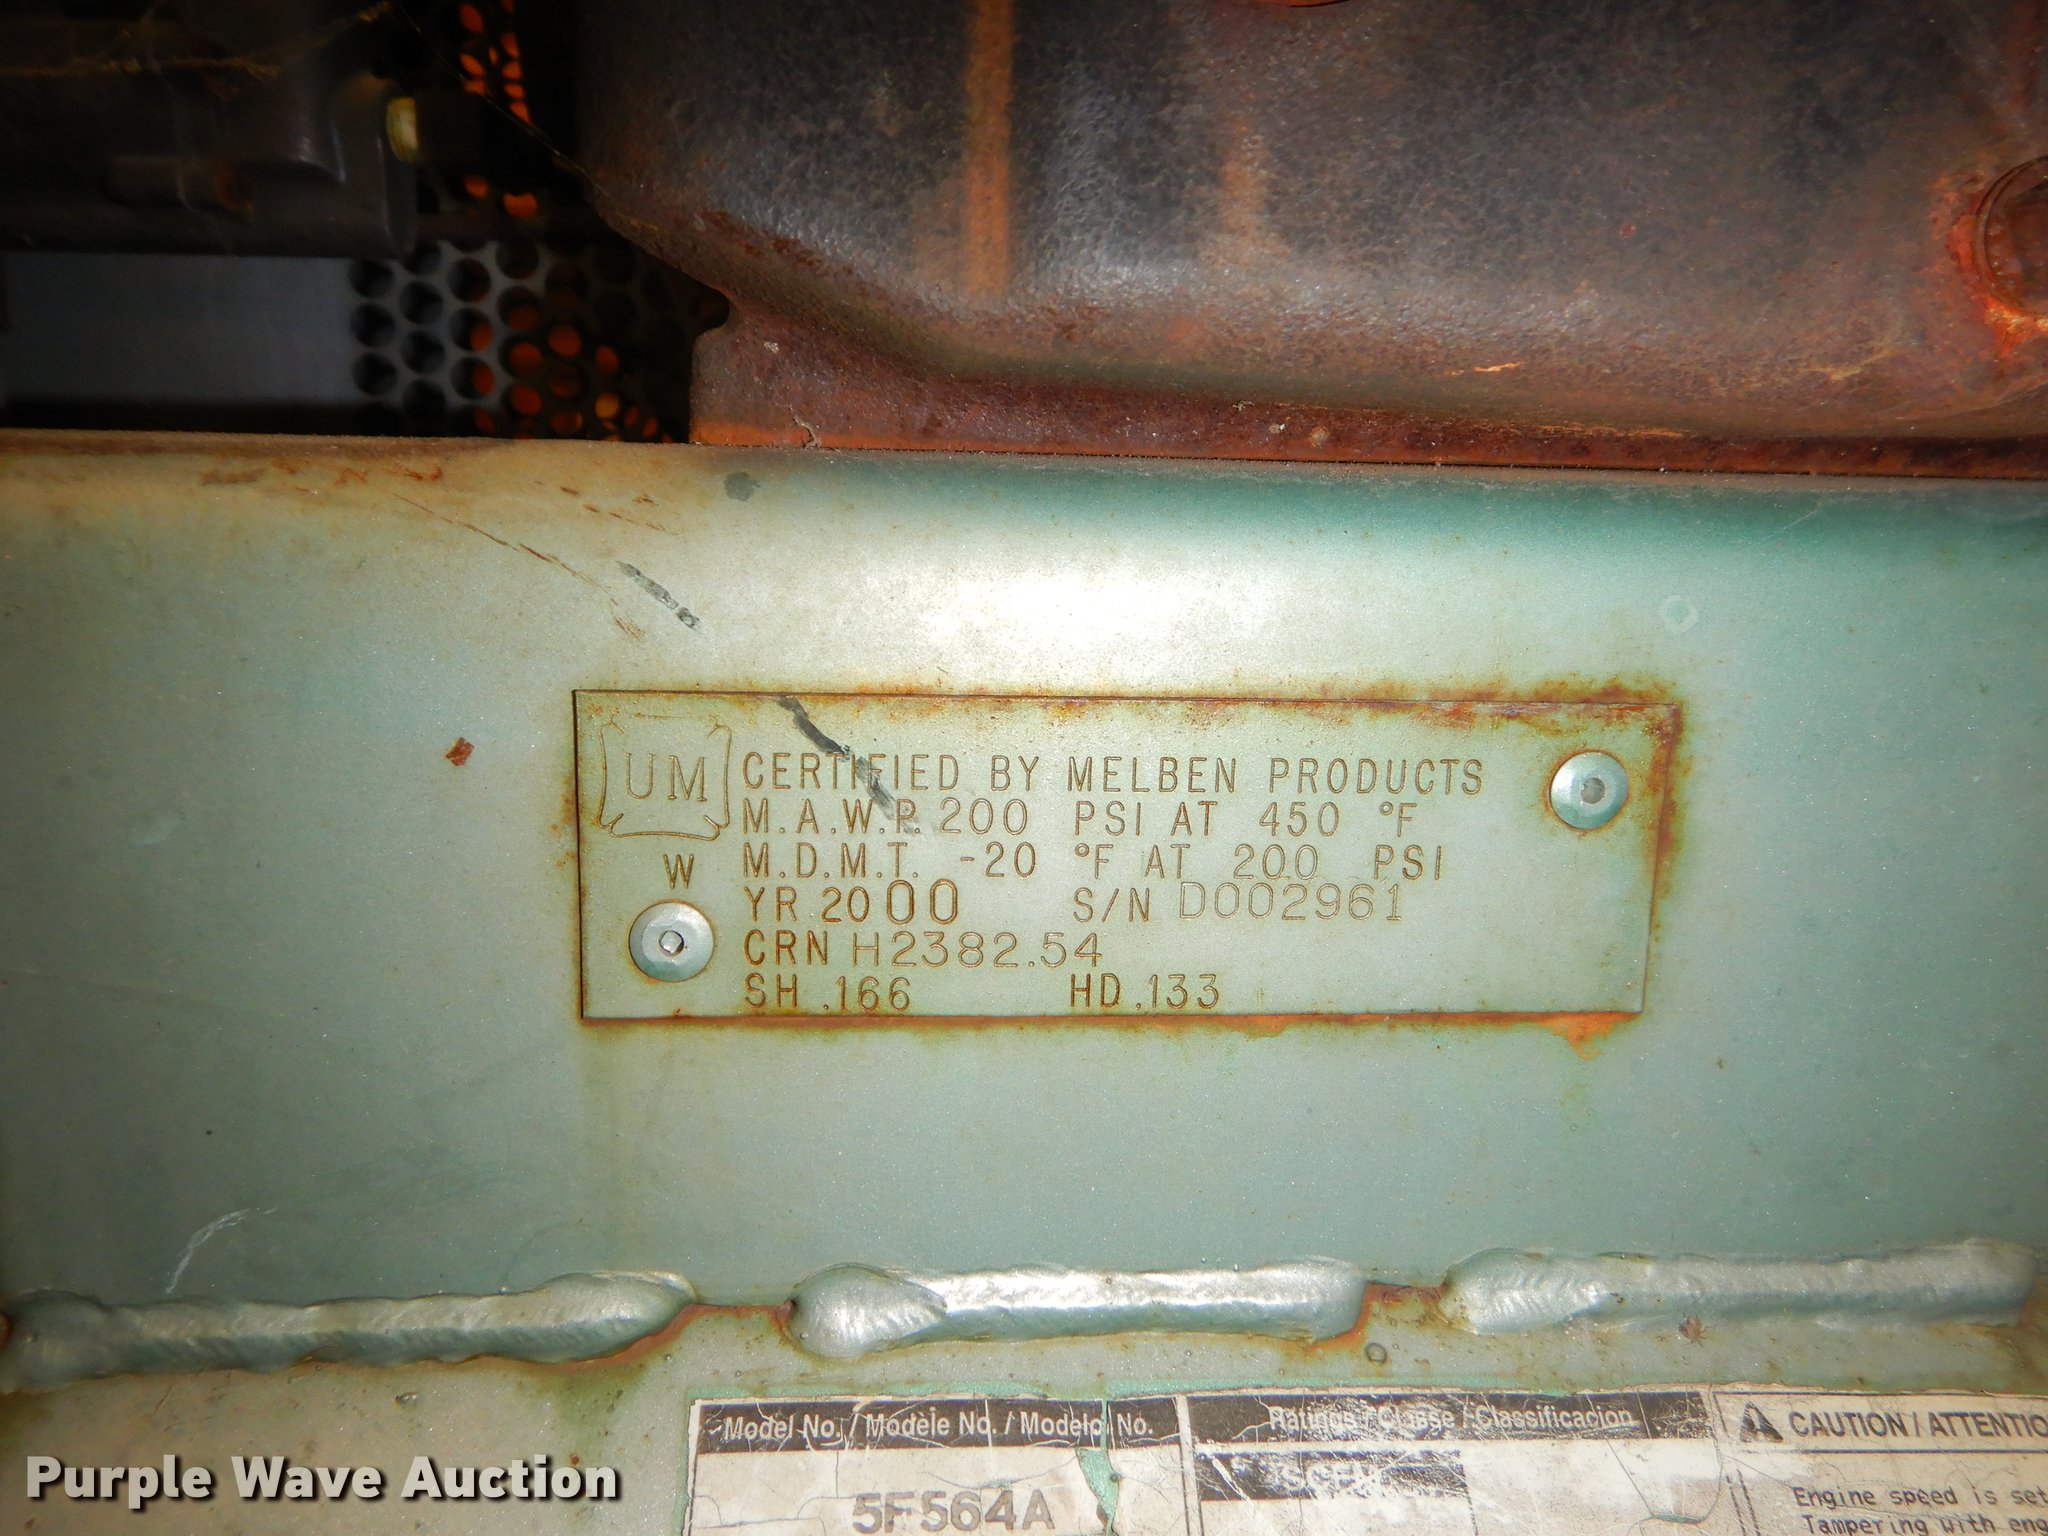 UM CERTIFIED BY MELBEN PRODUCTS
M.A.W.P. 200 PSI AT 450 °F
W M.D.M.T. -20 °F AT 200 PSI
YR 2000 S/N D002961
CRN H2382.54
SH .166 HD .133
Model No. / Modèle No. / Modelo No.
5F564A
Ratings / Classe / Classificacion
SCFM
CAUTION / ATTENTIO
Engine speed is set
Tampering with eng
Purple Wave Auction